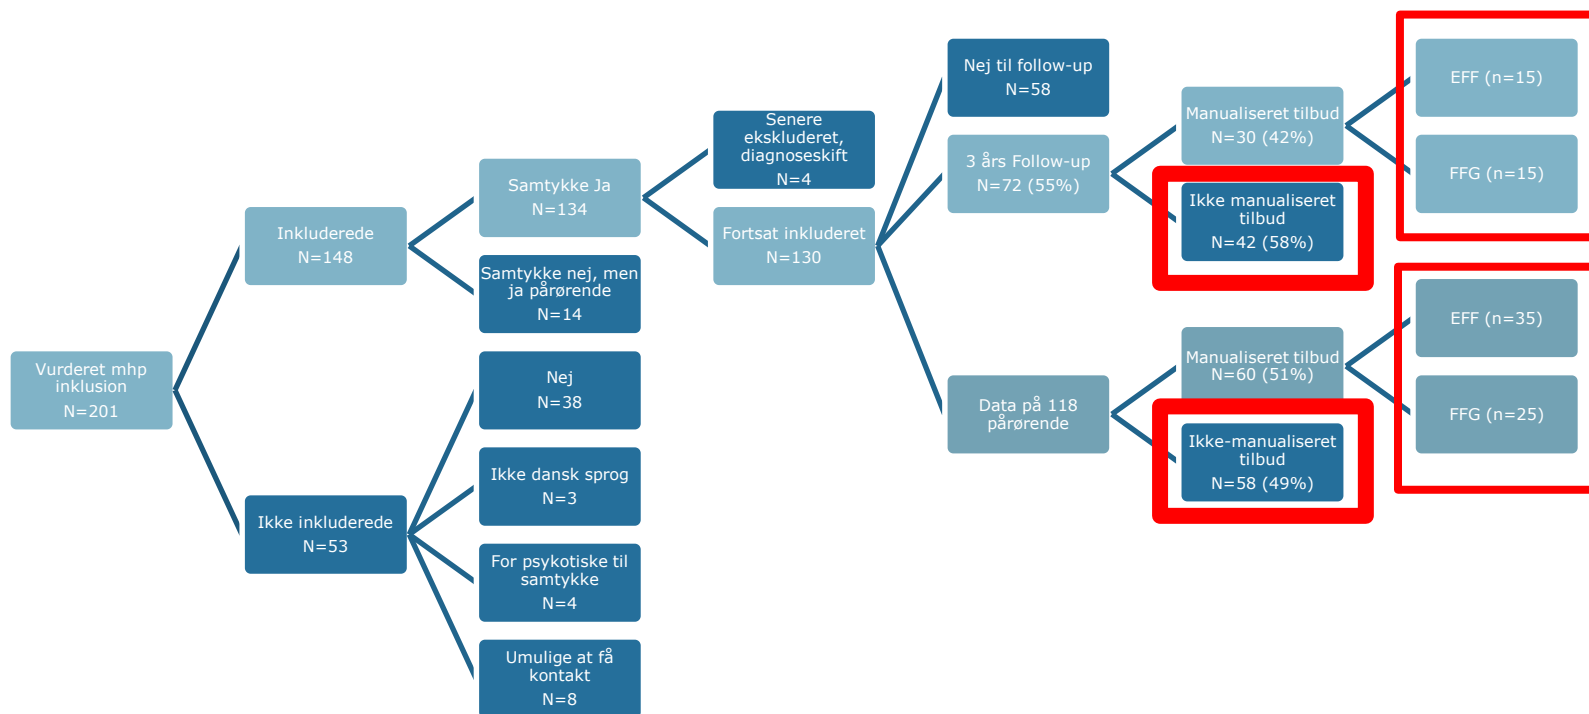 Vurderet mhp
inklusion
N=201
Inkluderede
N=148
Ikke inkluderede
N=53
Samtykke Ja
N=134
Samtykke nej, men
ja pårørende
N=14
Nej
N=38
Ikke dansk sprog
N=3
For psykotiske til
samtykke
N=4
Umulige at få
kontakt
N=8
Senere
ekskluderet,
diagnoseskift
N=4
Fortsat inkluderet
N=130
Nej til follow-up
N=58
3 års Follow-up
N=72 (55%)
Data på 118
pårørende
Manualiseret tilbud
N=30 (42%)
Ikke manualiseret
tilbud
N=42 (58%)
Manualiseret tilbud
N=60 (51%)
Ikke-manualiseret
tilbud
N=58 (49%)
EFF (n=15)
FFG (n=15)
EFF (n=35)
FFG (n=25)